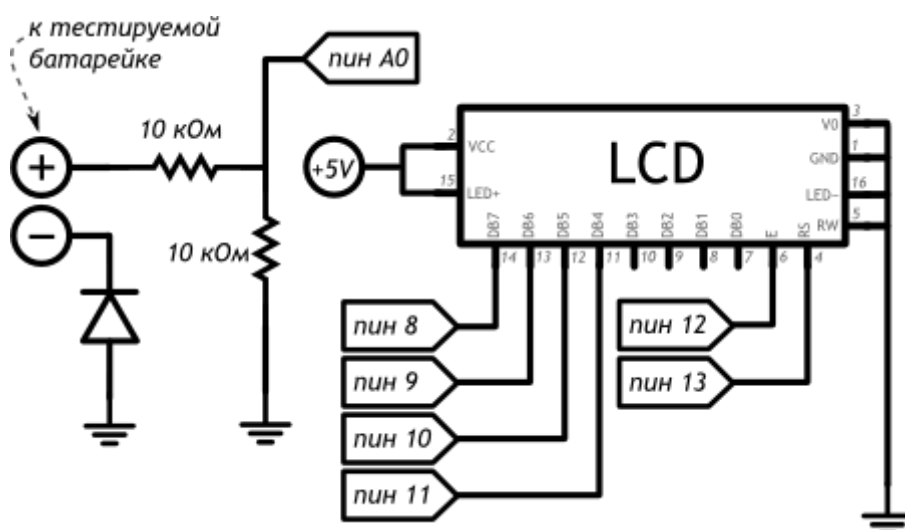 к тестируемой
батарейке
пин A0
10 кОм
+
−
10 кОм
+5V
LCD
2
VCC
15
LED+
3
V0
1
GND
16
LED−
5
RW
DB7
DB6
DB5
DB4
DB3
DB2
DB1
DB0
E
RS
14
13
12
11
10
9
8
7
6
4
пин 8
пин 9
пин 10
пин 11
пин 12
пин 13